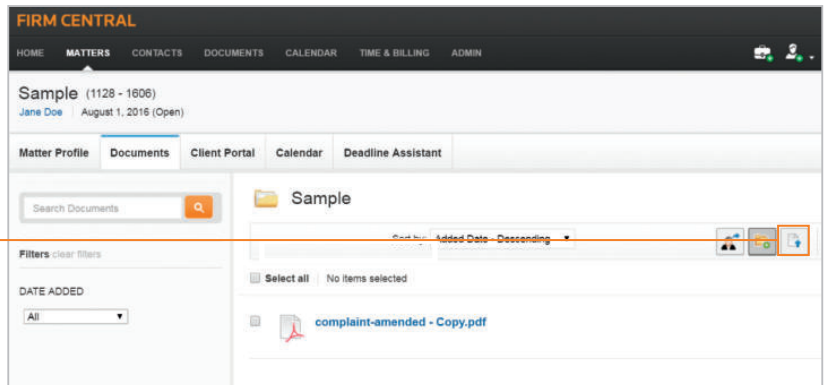 FIRM CENTRAL
HOME MATTERS CONTACTS DOCUMENTS CALENDAR TIME & BILLING ADMIN
Sample (1128 - 1606)
Jane Doe August 1, 2016 (Open)
Matter Profile Documents Client Portal Calendar Deadline Assistant
Search Documents
Sample
Sort by: Added Date - Descending
Filters clear filters
Select all No items selected
DATE ADDED
All
complaint-amended - Copy.pdf